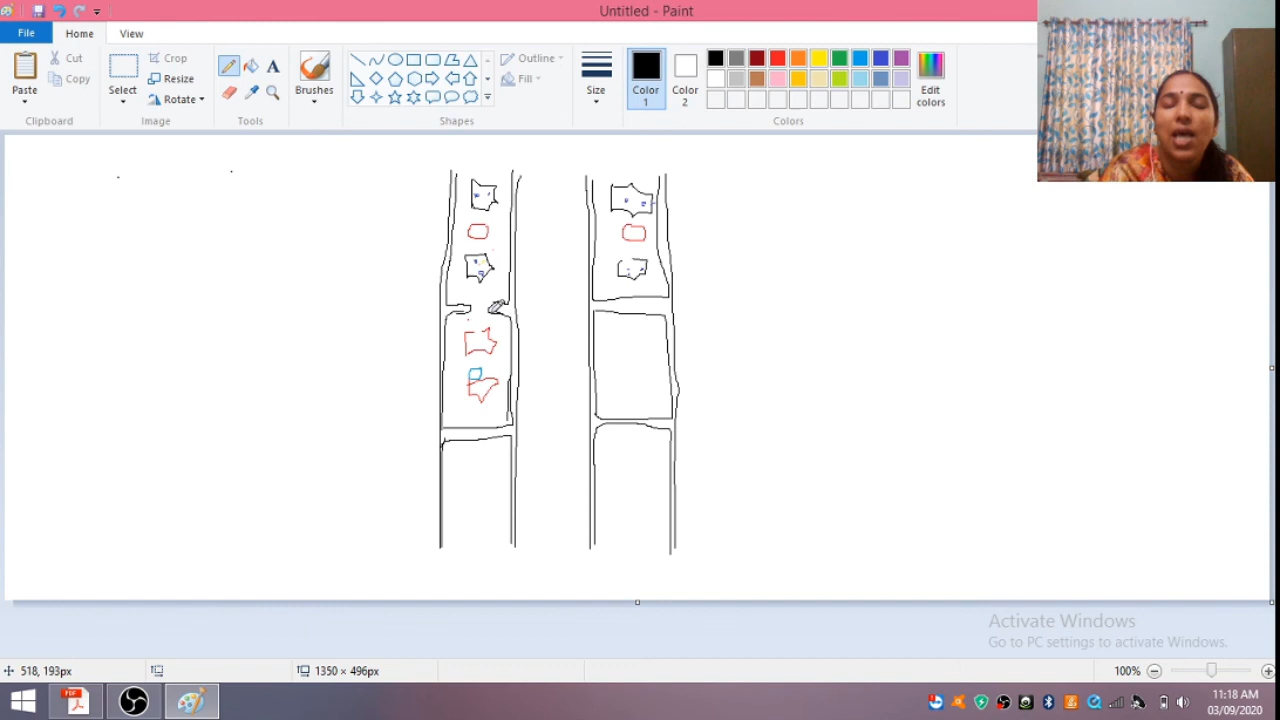 Untitled - Paint
File
Home
View
Paste
Cut
Copy
Clipboard
Select
Crop
Resize
Rotate
Image
A
Tools
Brushes
Outline
Fill
Shapes
Size
Color
1
Color
2
Edit
colors
Colors
Activate Windows
Go to PC settings to activate Windows.
518, 193px
1350 × 496px
100%
PDF
11:18 AM
03/09/2020